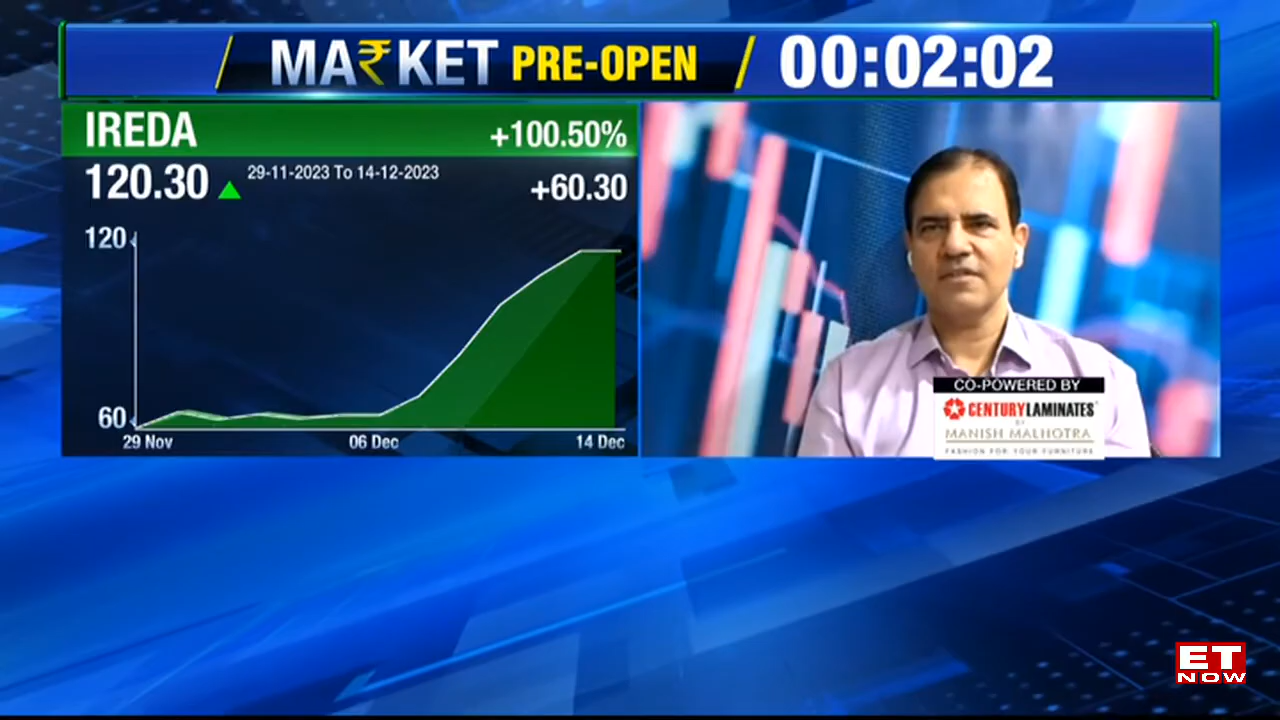 MA₹KET PRE-OPEN 00:02:02
IREDA +100.50%
120.30 29-11-2023 To 14-12-2023 +60.30
120
60
29 Nov 06 Dec 14 Dec
CO-POWERED BY
CENTURYLAMINATES
BY
MANISH MALHOTRA
FASHION FOR YOUR FURNITURE
ET
NOW